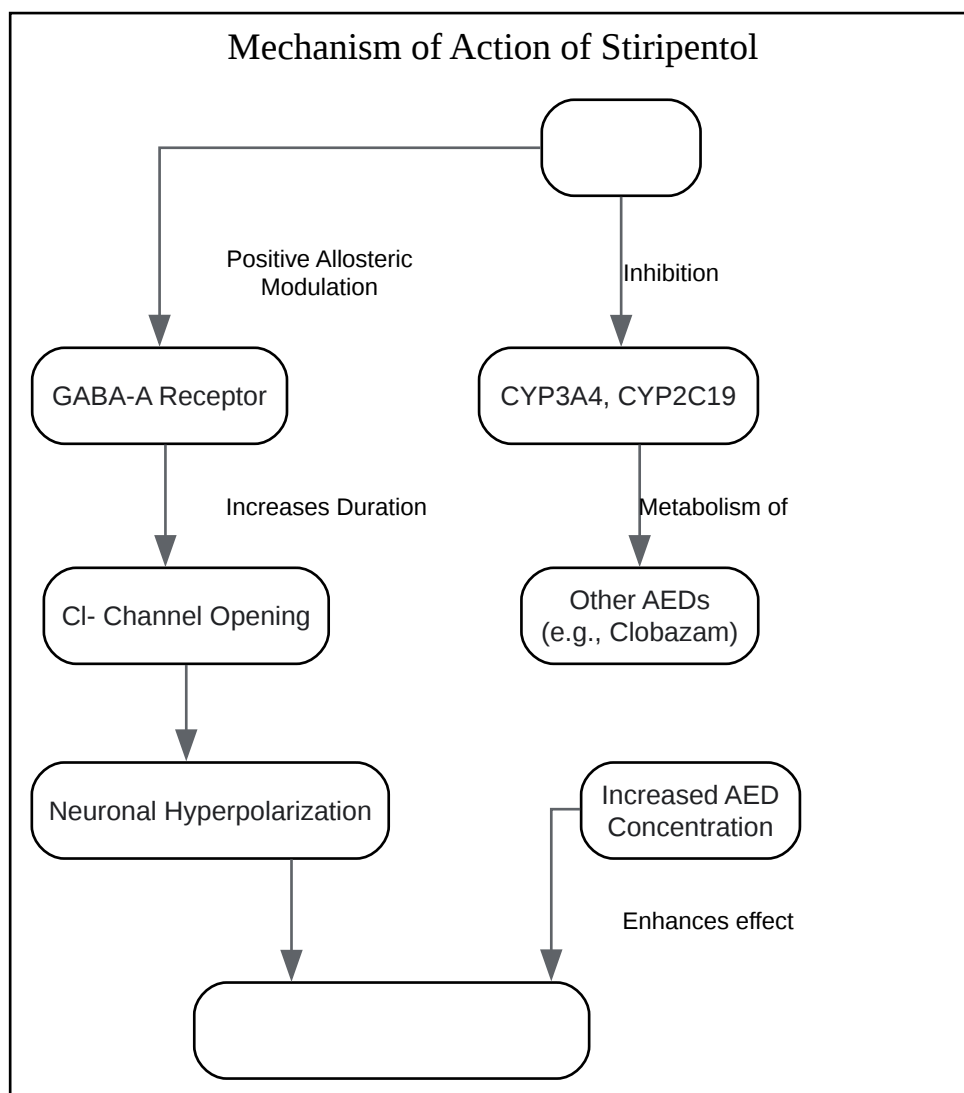 Mechanism of Action of Stiripentol
Positive Allosteric
Modulation
Inhibition
GABA-A Receptor
CYP3A4, CYP2C19
Increases Duration
Metabolism of
Cl- Channel Opening
Other AEDs
(e.g., Clobazam)
Neuronal Hyperpolarization
Increased AED
Concentration
Enhances effect